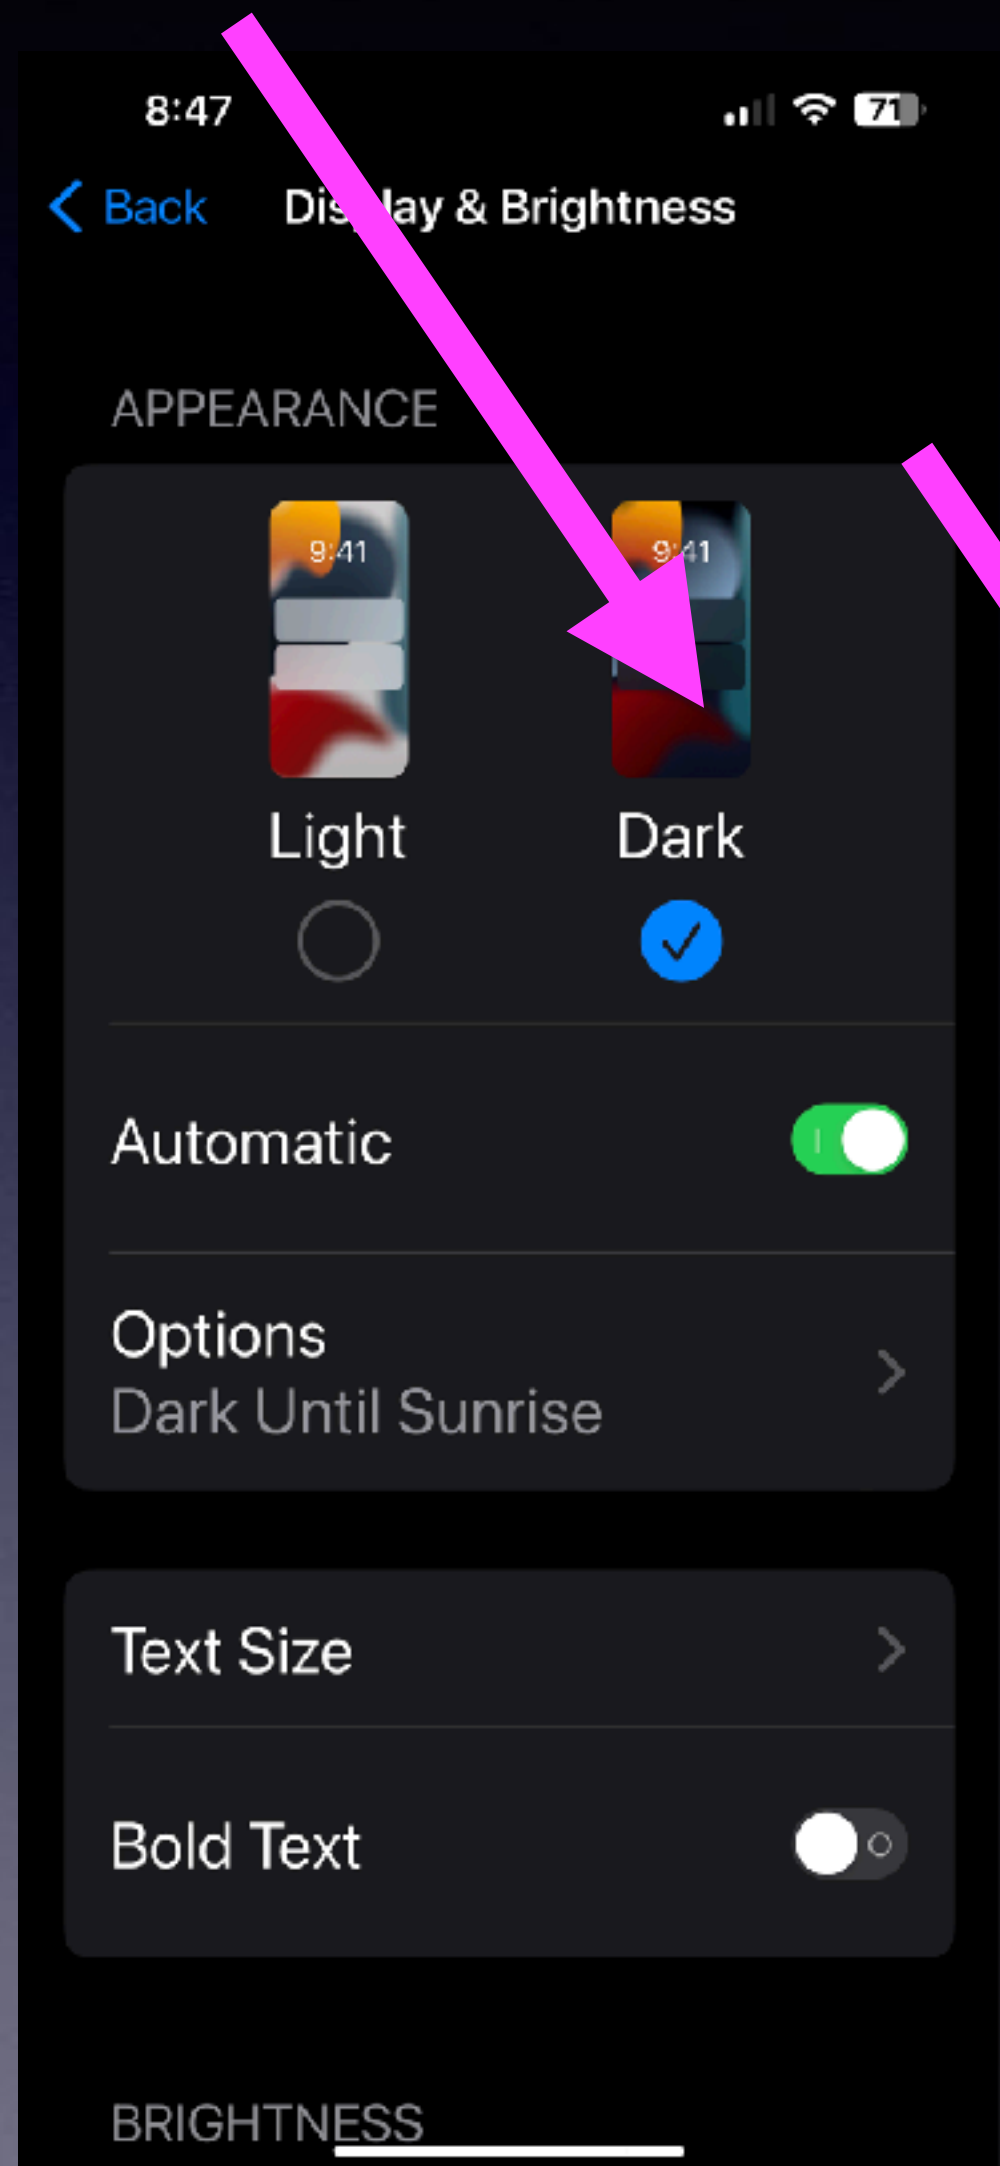 8:47 71
Back Display & Brightness
APPEARANCE
9:41 9:41
Light Dark
Automatic
Options
Dark Until Sunrise
Text Size
Bold Text
BRIGHTNESS